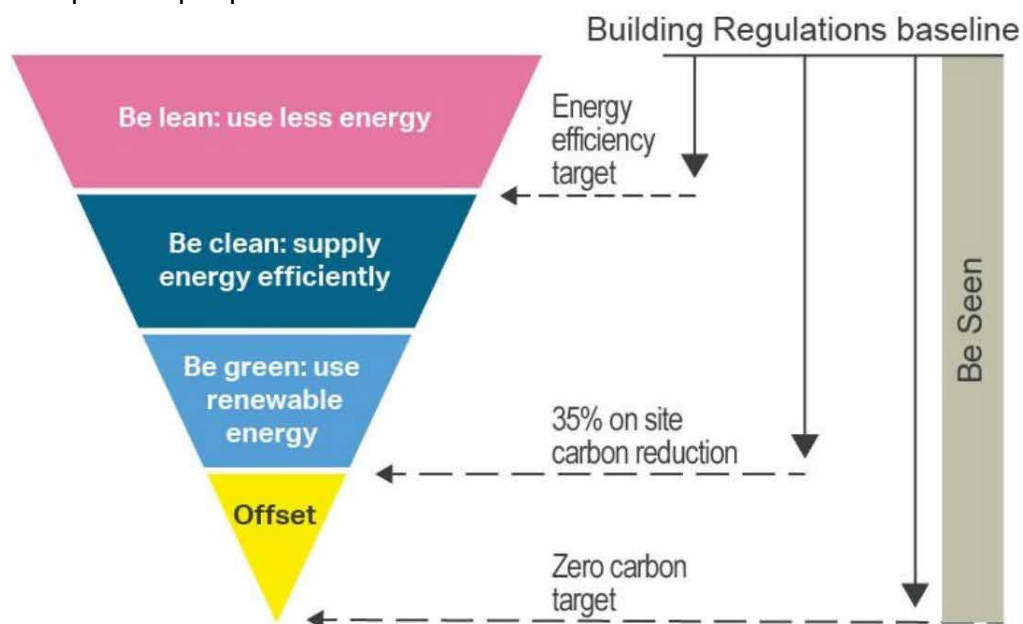 Building Regulations baseline
Be lean: use less energy
Energy
efficiency
target
Be clean: supply
energy efficiently
Be Seen
Be green: use
renewable
energy
35% on site
carbon reduction
Offset
Zero carbon
target